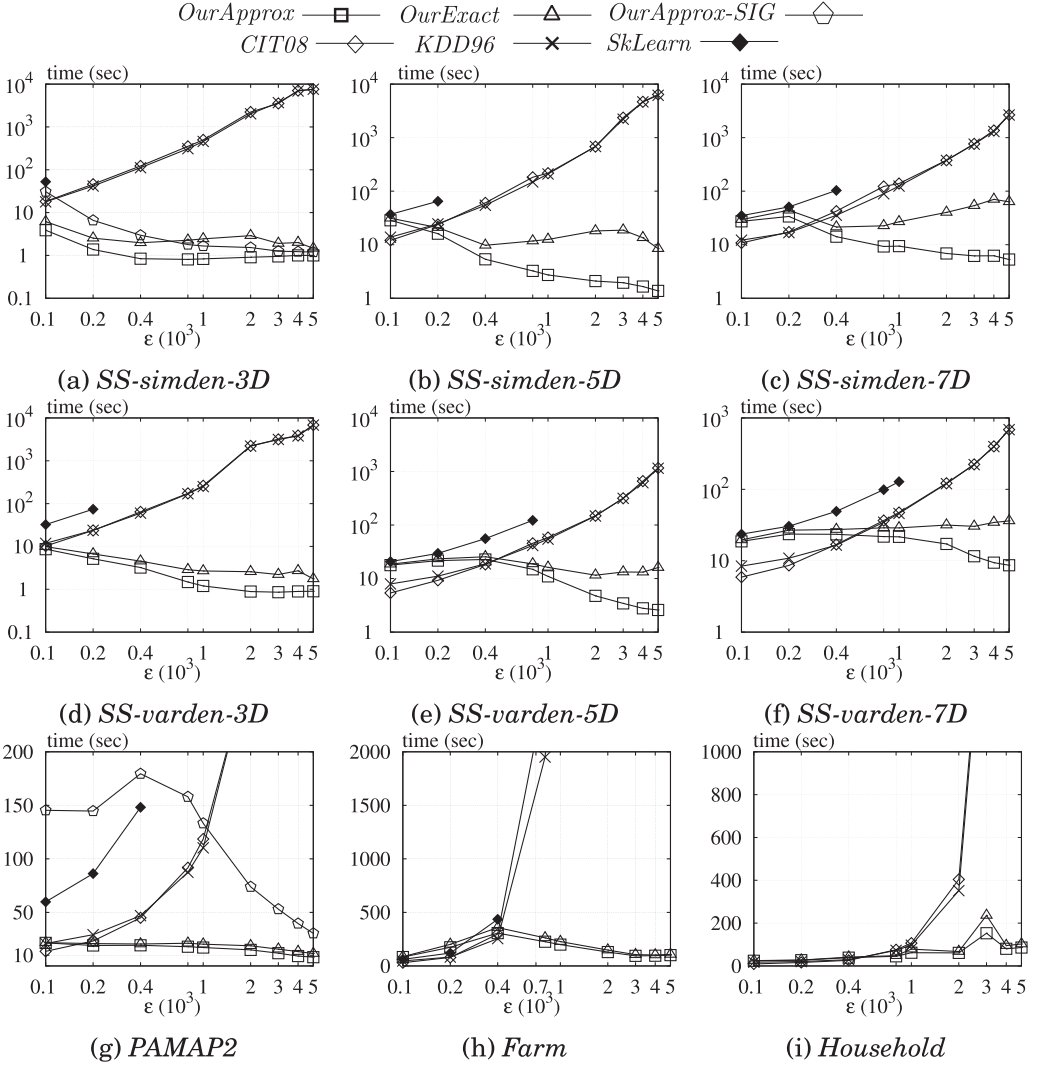 OurApprox OurExact OurApprox-SIG
CIT08 KDD96 SkLearn
time (sec) time (sec) time (sec)
10^4 10^3 10^2 10 1 0.1
0.1 0.2 0.4 1 2 3 4 5
ε (10^3)
(a) SS-simden-3D
10^4 10^3 10^2 10 1
0.1 0.2 0.4 1 2 3 4 5
ε (10^3)
(b) SS-simden-5D
10^4 10^3 10^2 10 1
0.1 0.2 0.4 1 2 3 4 5
ε (10^3)
(c) SS-simden-7D
time (sec) time (sec) time (sec)
10^4 10^3 10^2 10 1 0.1
0.1 0.2 0.4 1 2 3 4 5
ε (10^3)
(d) SS-varden-3D
10^4 10^3 10^2 10 1
0.1 0.2 0.4 1 2 3 4 5
ε (10^3)
(e) SS-varden-5D
10^3 10^2 10 1
0.1 0.2 0.4 1 2 3 4 5
ε (10^3)
(f) SS-varden-7D
time (sec) time (sec) time (sec)
200 150 100 50 10
0.1 0.2 0.4 1 2 3 4 5
ε (10^3)
(g) PAMAP2
2000 1500 1000 500 0
0.1 0.2 0.4 0.7 1 2 3 4 5
ε (10^3)
(h) Farm
1000 800 600 400 200 0
0.1 0.2 0.4 1 2 3 4 5
ε (10^3)
(i) Household